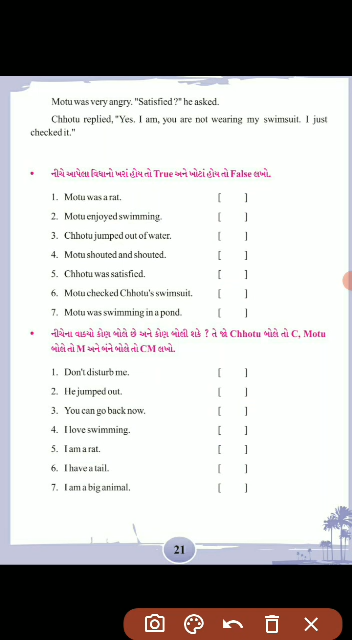 Motu was very angry. "Satisfied ?" he asked.
Chhotu replied, "Yes. I am, you are not wearing my swimsuit. I just
checked it."
• નીચે આપેલા વિધાનો ખરાં હોય તો True અને ખોટાં હોય તો False લખો.
1. Motu was a rat. [ ]
2. Motu enjoyed swimming. [ ]
3. Chhotu jumped out of water. [ ]
4. Motu shouted and shouted. [ ]
5. Chhotu was satisfied. [ ]
6. Motu checked Chhotu's swimsuit. [ ]
7. Motu was swimming in a pond. [ ]
• નીચેના વાક્યો કોણ બોલે છે અને કોણ બોલી શકે ? તે જો Chhotu બોલે તો C, Motu
બોલે તો M અને બંને બોલે તો CM લખો.
1. Don't disturb me. [ ]
2. He jumped out. [ ]
3. You can go back now. [ ]
4. I love swimming. [ ]
5. I am a rat. [ ]
6. I have a tail. [ ]
7. I am a big animal. [ ]
21